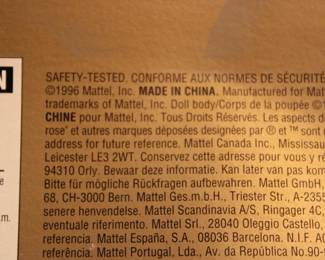 N
SAFETY-TESTED. CONFORME AUX NORMES DE SÉCURITÉ
©1996 Mattel, Inc. MADE IN CHINA. Manufactured for Mat
trademarks of Mattel, Inc. Doll body/Corps de la poupée ©
CHINE pour Mattel, Inc. Tous Droits Réservés. Les aspects d
rose" et autres marques déposées designées par ® et ™ sont
address for future reference. Mattel Canada Inc., Mississau
Leicester LE3 2WT. Conservez cette adresse pour vous y ré
94310 Orly. Bewaar deze informatie. Kan later van pas kom
Bitte für mögliche Rückfragen aufbewahren. Mattel GmbH,
68, CH-3000 Bern. Mattel Ges.m.b.H., Triester Str., A-2355
senere henvendelse. Mattel Scandinavia A/S, Ringager 4C,
eventuale riferimento. Mattel Srl., 28040 Oleggio Castello,
referencia. Mattel España, S.A., 08036 Barcelona. N.I.F. A0
referência. Mattel Portugal Lda., Av. da República No.90-
e
.m.